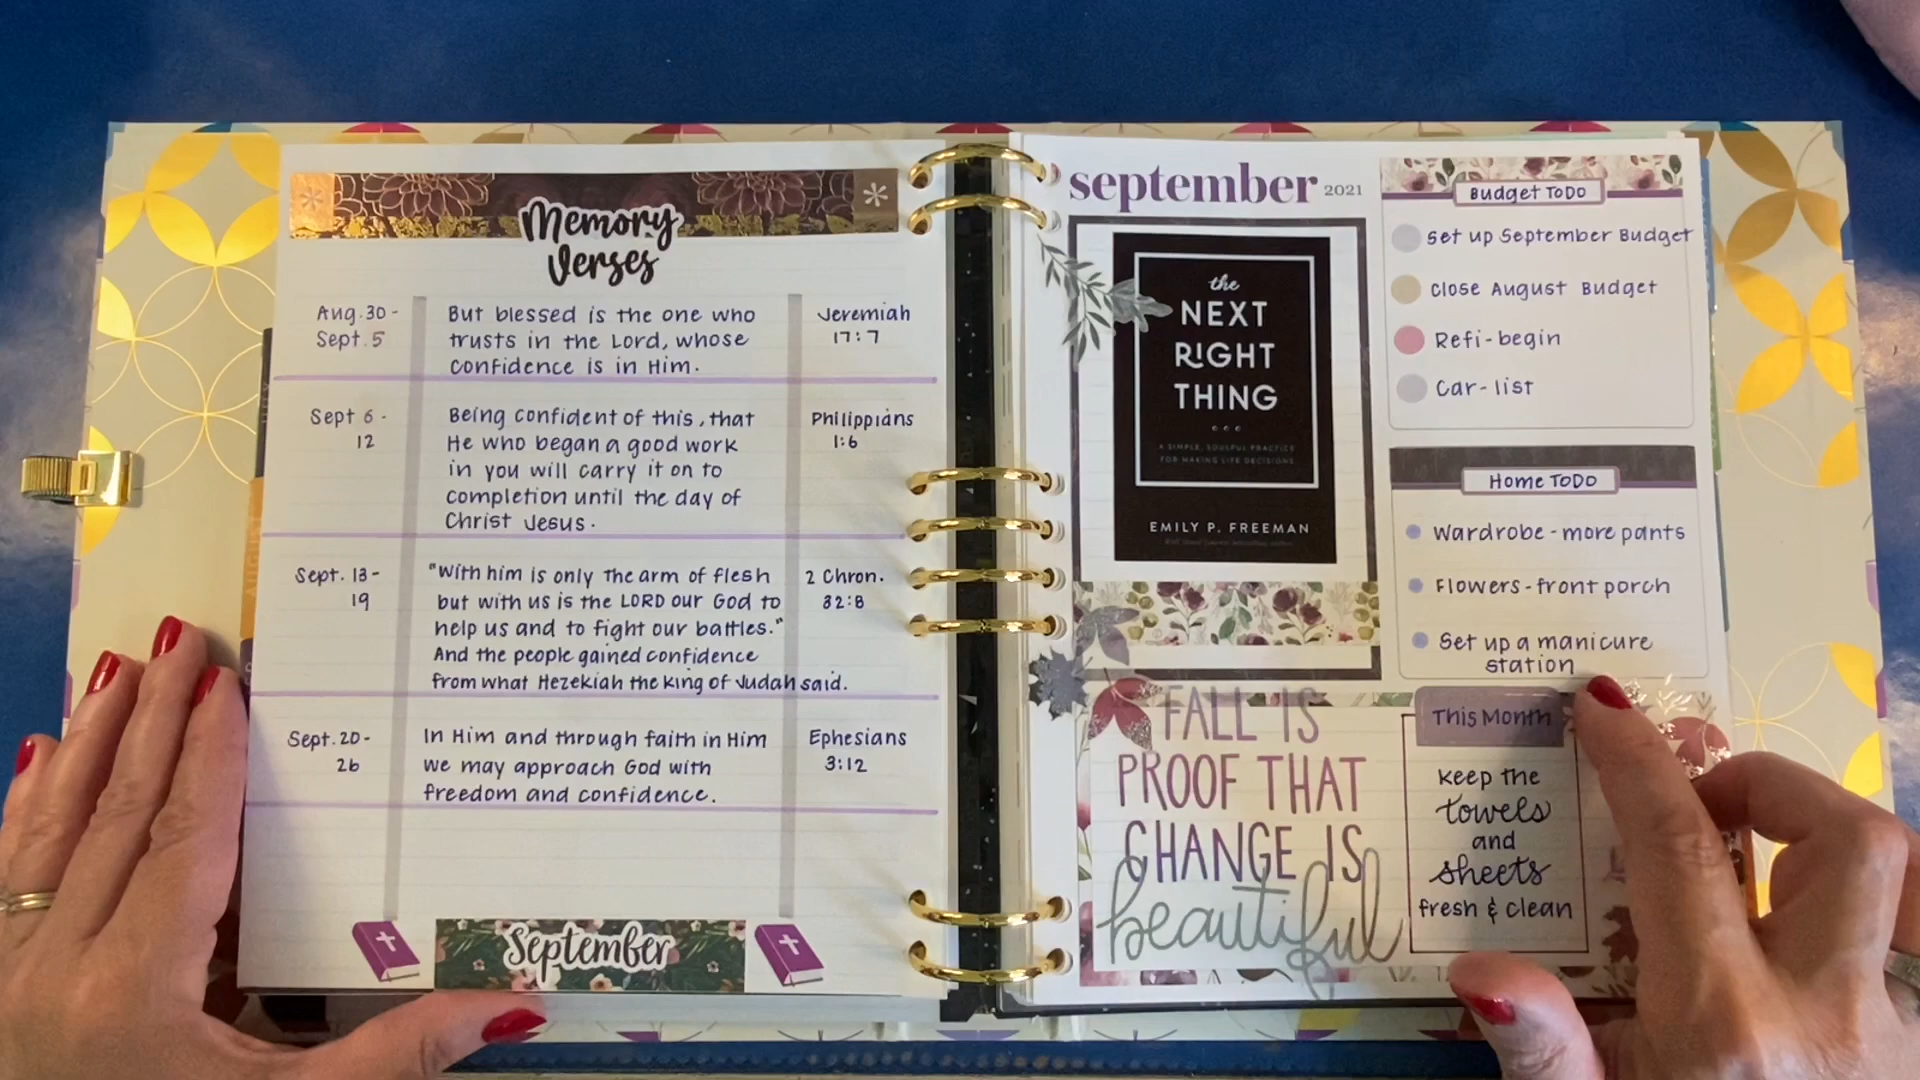 Memory
Verses
Aug. 30 -
Sept. 5
But blessed is the one who
trusts in the Lord, whose
confidence is in Him.
Jeremiah
17:7
Sept 6 -
12
Being confident of this, that
He who began a good work
in you will carry it on to
completion until the day of
Christ Jesus.
Philippians
1:6
Sept. 13 -
19
"With him is only the arm of flesh
but with us is the LORD our God to
help us and to fight our battles."
And the people gained confidence
from what Hezekiah the king of Judah said.
2 Chron.
32:8
Sept. 20 -
26
In Him and through faith in Him
we may approach God with
freedom and confidence.
Ephesians
3:12
September
september 2021
the
NEXT
RIGHT
THING
A SIMPLE, SOULFUL PRACTICE
FOR MAKING LIFE DECISIONS
EMILY P. FREEMAN
FALL IS
PROOF THAT
CHANGE IS
beautiful
Budget TODO
Set up September Budget
Close August Budget
Refi - begin
Car - list
Home TODO
Wardrobe - more pants
Flowers - front porch
Set up a manicure
station
This Month
Keep the
towels
and
sheets
fresh & clean